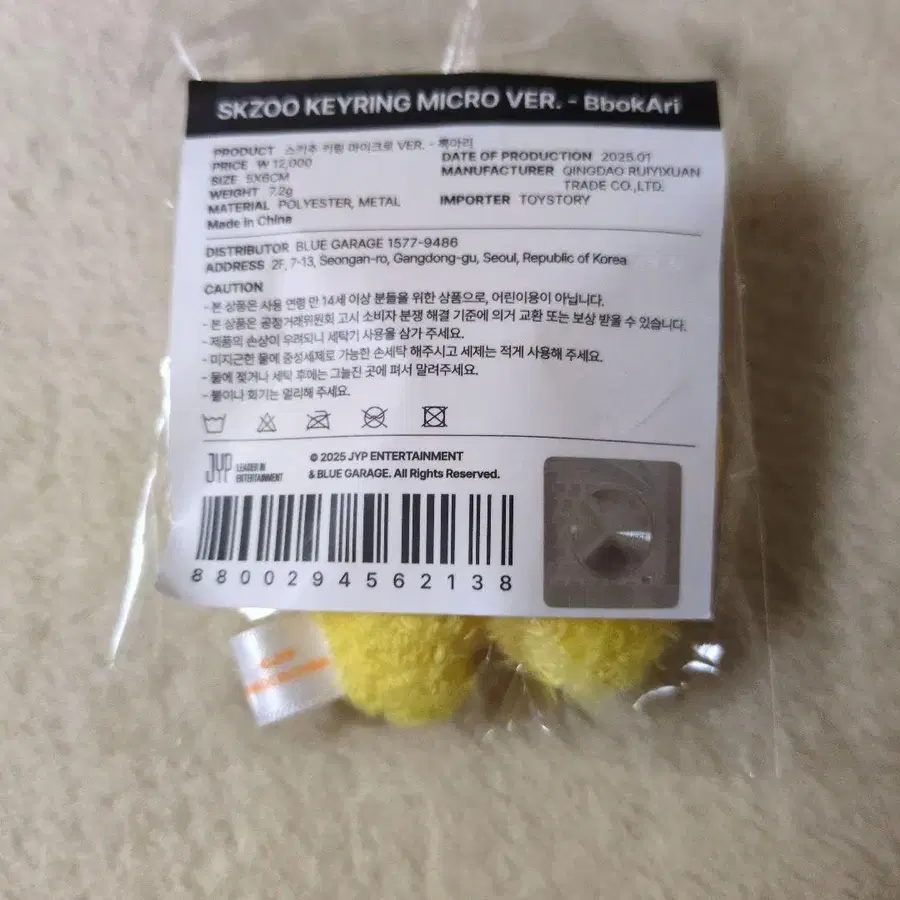 SKZOO KEYRING MICRO VER. - BbokAri
PRODUCT 스키주 키링 마이크로 VER. - 뽁아리
PRICE ₩ 12,000
SIZE 5X6CM
WEIGHT 7.2g
MATERIAL POLYESTER, METAL
Made in China
DATE OF PRODUCTION 2025.01
MANUFACTURER QINGDAO RUIYIXUAN
TRADE CO.,LTD.
IMPORTER TOYSTORY
DISTRIBUTOR BLUE GARAGE 1577-9486
ADDRESS 2F, 7-13, Seongan-ro, Gangdong-gu, Seoul, Republic of Korea
CAUTION
- 본 상품은 사용 연령 만 14세 이상 분들을 위한 상품으로, 어린이용이 아닙니다.
- 본 상품은 공정거래위원회 고시 소비자 분쟁 해결 기준에 의거 교환 또는 보상 받을 수 있습니다.
- 제품의 손상이 우려되니 세탁기 사용을 삼가 주세요.
- 미지근한 물에 중성세제로 가능한 손세탁 해주시고 세제는 적게 사용해 주세요.
- 물에 젖거나 세탁 후에는 그늘진 곳에 펴서 말려주세요.
- 불이나 화기는 멀리해 주세요.
JYP LEADER IN
ENTERTAINMENT
© 2025 JYP ENTERTAINMENT
& BLUE GARAGE. All Rights Reserved.
8800294562138